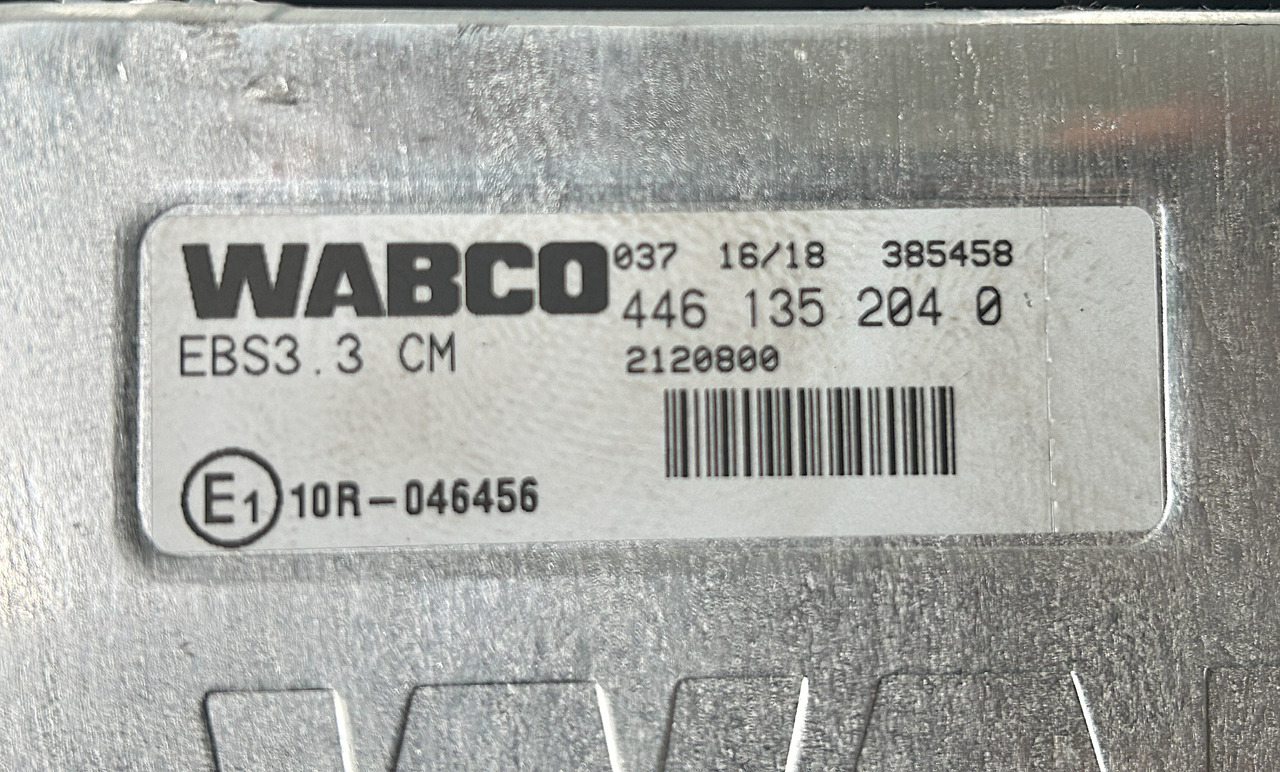 WABCO 037 16/18 385458
446 135 204 0
EBS3.3 CM 2120800
E1 10R-046456